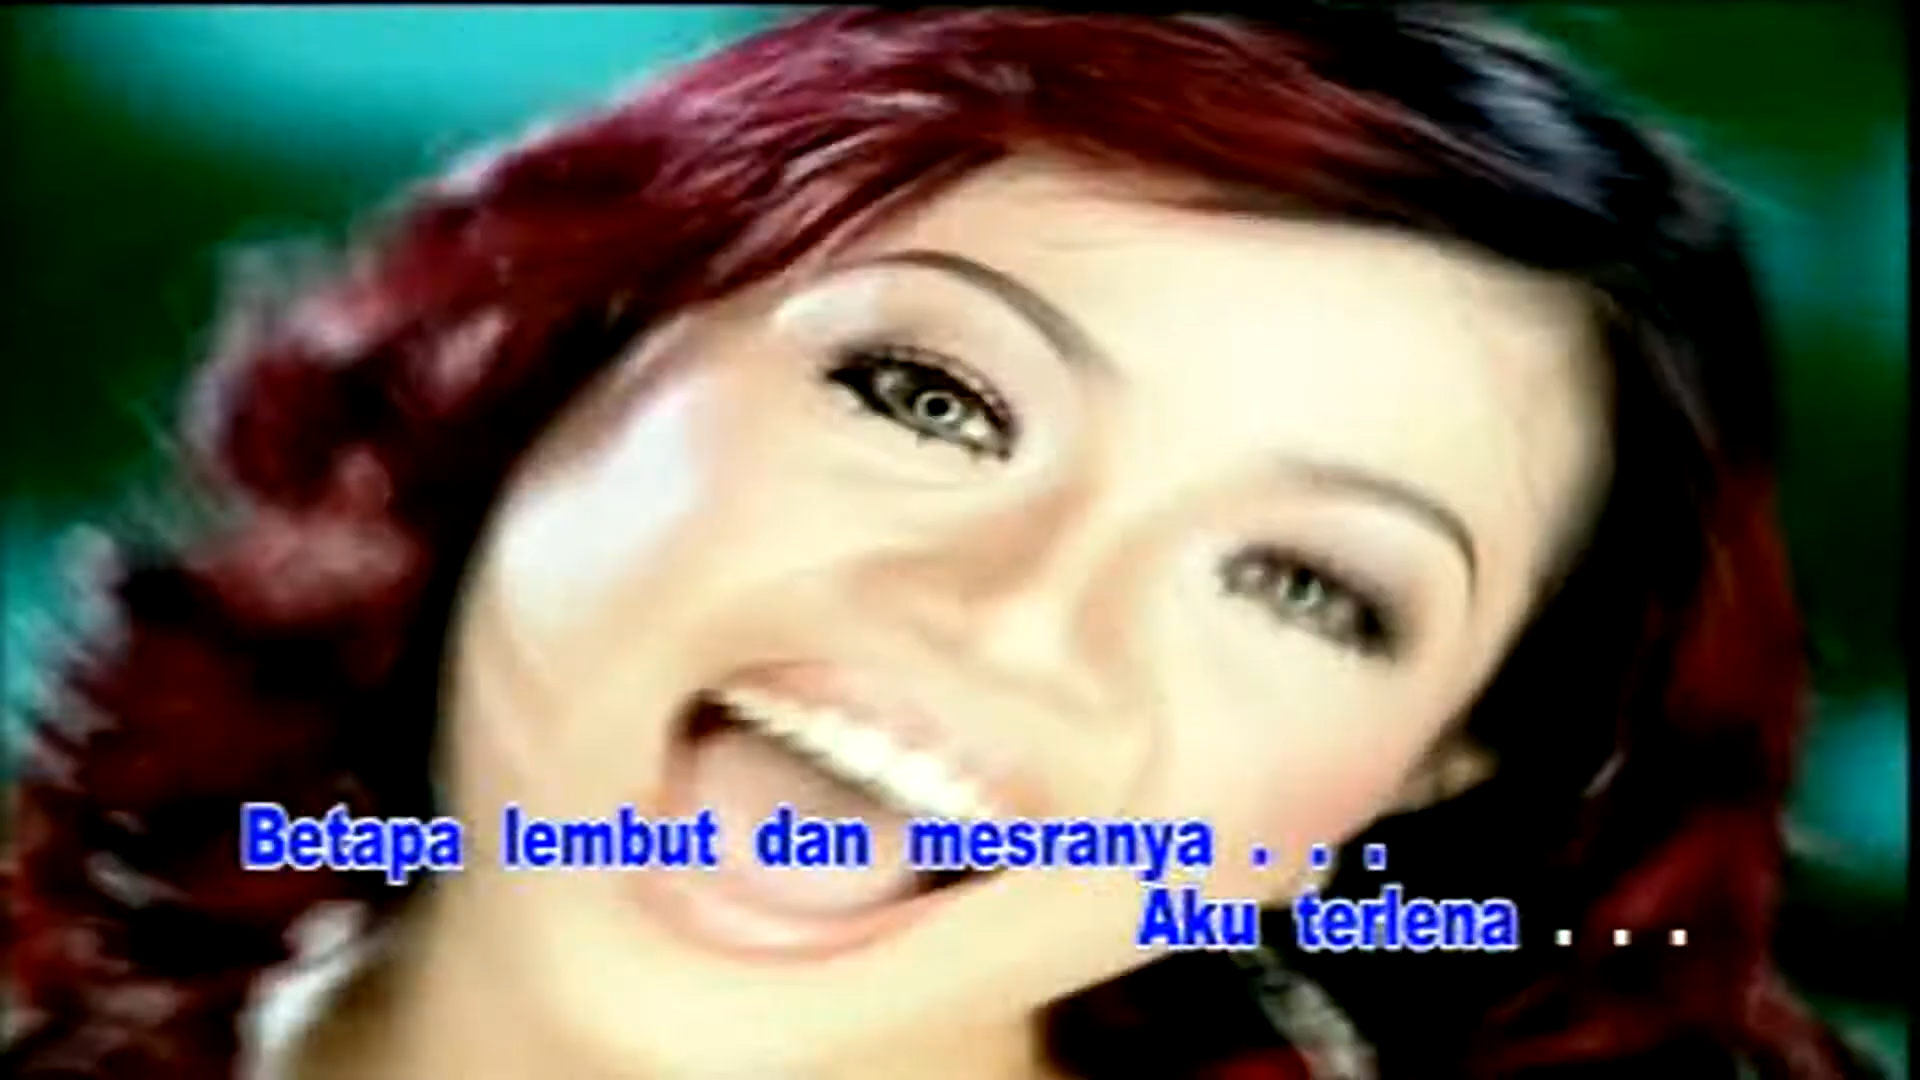 Betapa lembut dan mesranya . . .
Aku terlena . . .